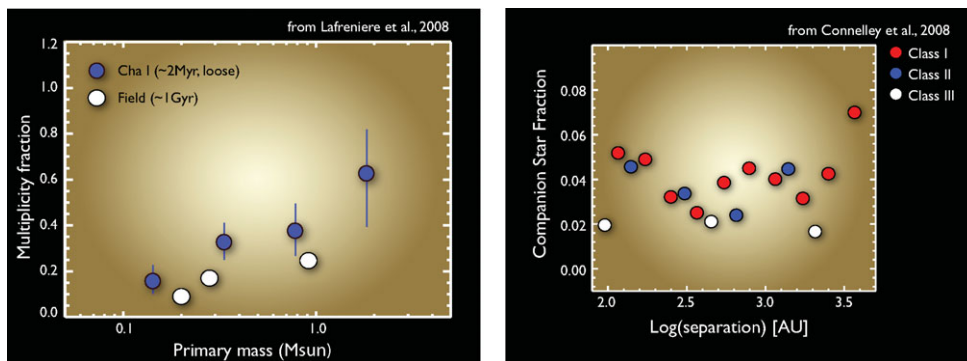 from Lafreniere et al., 2008
1.2
1.0
0.8
0.6
0.4
0.2
0.0
Multiplicity fraction
Cha I (~2Myr, loose)
Field (~1Gyr)
0.1
1.0
Primary mass (Msun)
from Connelley et al., 2008
Class I
Class II
Class III
0.08
0.06
0.04
0.02
0.00
Companion Star Fraction
2.0
2.5
3.0
3.5
Log(separation) [AU]